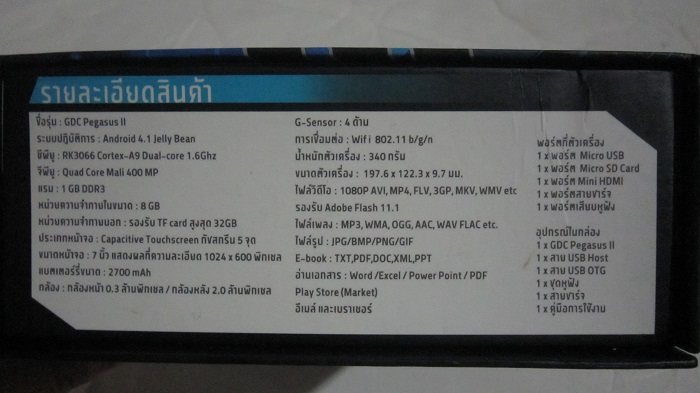 รายละเอียดสินค้า
ชื่อรุ่น : GDC Pegasus II
ระบบปฏิบัติการ : Android 4.1 Jelly Bean
ซีพียู : RK3066 Cortex-A9 Dual-core 1.6Ghz
จีพียู : Quad Core Mali 400 MP
แรม : 1 GB DDR3
หน่วยความจำภายในขนาด : 8 GB
หน่วยความจำภายนอก : รองรับ TF card สูงสุด 32GB
ประเภทหน้าจอ : Capacitive Touchscreen ทัชสกรีน 5 จุด
ขนาดหน้าจอ : 7 นิ้ว แสดงผลที่ความละเอียด 1024 x 600 พิกเซล
แบตเตอร์รี่ขนาด : 2700 mAh
กล้อง : กล้องหน้า 0.3 ล้านพิกเซล / กล้องหลัง 2.0 ล้านพิกเซล
G-Sensor : 4 ด้าน
การเชื่อมต่อ : Wifi 802.11 b/g/n
น้ำหนักตัวเครื่อง : 340 กรัม
ขนาดตัวเครื่อง : 197.6 x 122.3 x 9.7 มม.
ไฟล์วิดีโอ : 1080P AVI, MP4, FLV, 3GP, MKV, WMV etc
รองรับ Adobe Flash 11.1
ไฟล์เพลง : MP3, WMA, OGG, AAC, WAV FLAC etc.
ไฟล์รูป : JPG/BMP/PNG/GIF
E-book : TXT,PDF,DOC,XML,PPT
อ่านเอกสาร : Word /Excel / Power Point / PDF
Play Store (Market)
อีเมล์ และเบราเซอร์
พอร์ตที่ตัวเครื่อง
1 x พอร์ต Micro USB
1 x พอร์ต Micro SD Card
1 x พอร์ต Mini HDMI
1 x พอร์ตสายชาร์จ
1 x พอร์ตเสียบหูฟัง
อุปกรณ์ในกล่อง
1 x GDC Pegasus II
1 x สาย USB Host
1 x สาย USB OTG
1 x ชุดหูฟัง
1 x สายชาร์จ
1 x คู่มือการใช้งาน